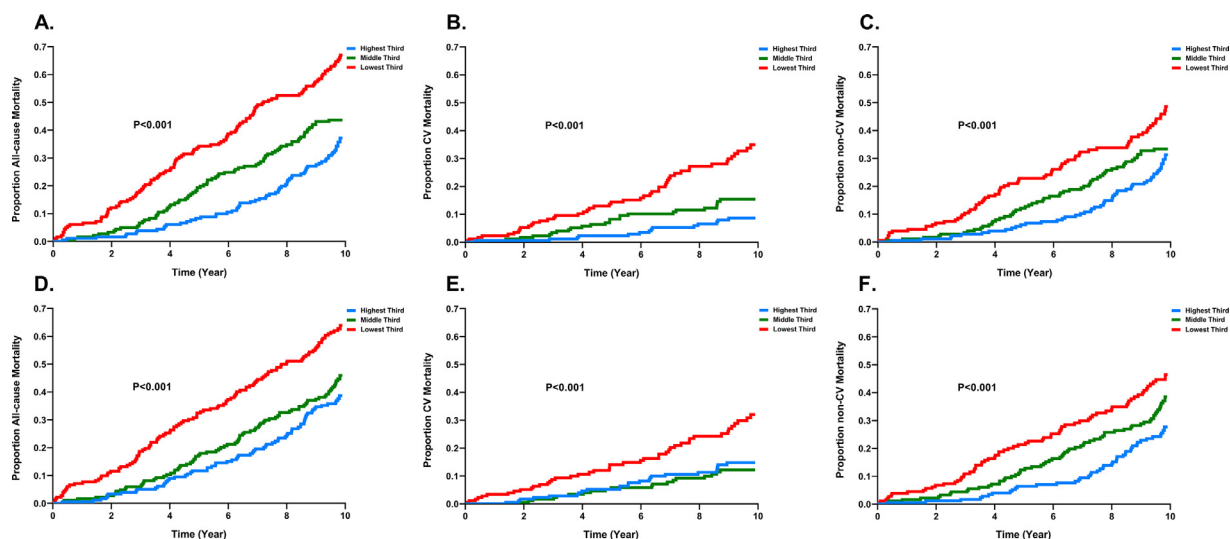 A.
Highest Third
Middle Third
Lowest Third
P<0.001
Proportion All-cause Mortality
0.7
0.6
0.5
0.4
0.3
0.2
0.1
0.0
0 2 4 6 8 10
Time (Year)
B.
Highest Third
Middle Third
Lowest Third
P<0.001
Proportion CV Mortality
0.7
0.6
0.5
0.4
0.3
0.2
0.1
0.0
0 2 4 6 8 10
Time (Year)
C.
Highest Third
Middle Third
Lowest Third
P<0.001
Proportion non-CV Mortality
0.7
0.6
0.5
0.4
0.3
0.2
0.1
0.0
0 2 4 6 8 10
Time (Year)
D.
Highest Third
Middle Third
Lowest Third
P<0.001
Proportion All-cause Mortality
0.7
0.6
0.5
0.4
0.3
0.2
0.1
0.0
0 2 4 6 8 10
Time (Year)
E.
Highest Third
Middle Third
Lowest Third
P<0.001
Proportion CV Mortality
0.7
0.6
0.5
0.4
0.3
0.2
0.1
0.0
0 2 4 6 8 10
Time (Year)
F.
Highest Third
Middle Third
Lowest Third
P<0.001
Proportion non-CV Mortality
0.7
0.6
0.5
0.4
0.3
0.2
0.1
0.0
0 2 4 6 8 10
Time (Year)